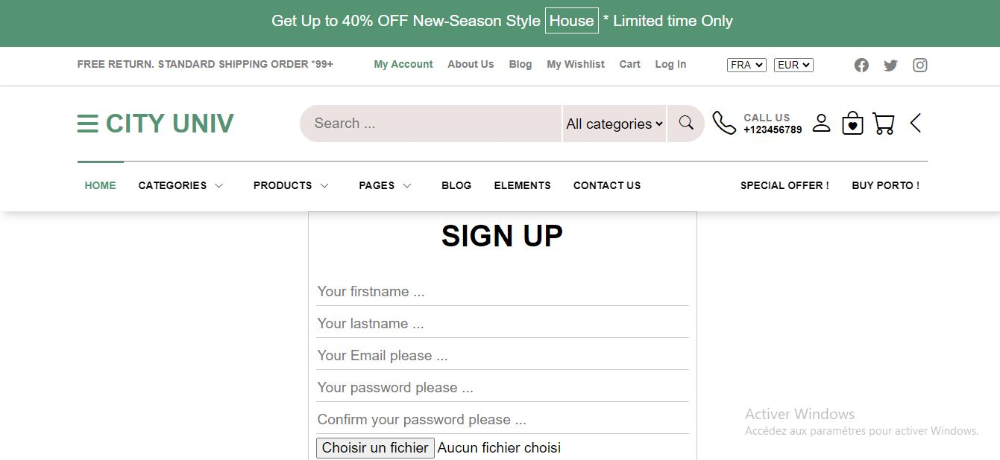 Get Up to 40% OFF New-Season Style House * Limited time Only
FREE RETURN. STANDARD SHIPPING ORDER *99+ My Account About Us Blog My Wishlist Cart Log In FRA EUR
CITY UNIV Search ... All categories CALL US
+123456789
HOME CATEGORIES PRODUCTS PAGES BLOG ELEMENTS CONTACT US SPECIAL OFFER ! BUY PORTO !
SIGN UP
Your firstname ...
Your lastname ...
Your Email please ...
Your password please ...
Confirm your password please ...
Choisir un fichier Aucun fichier choisi
Activer Windows
Accédez aux paramètres pour activer Windows.